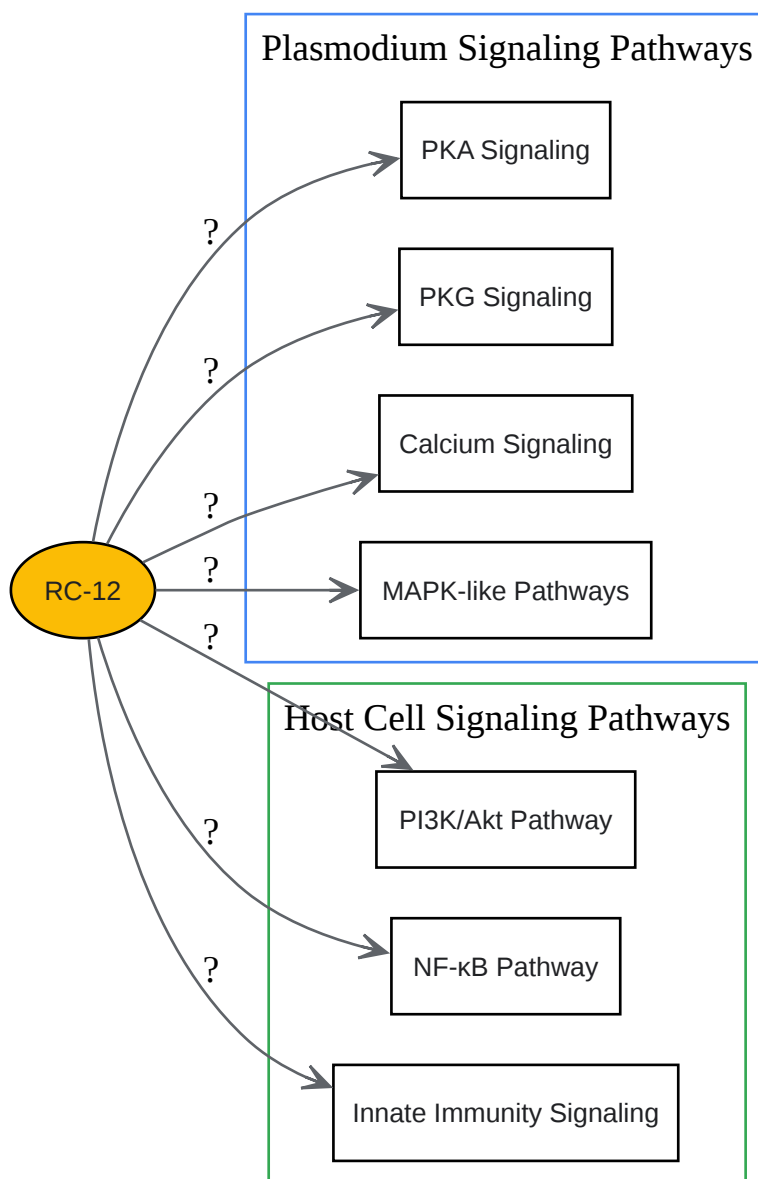 Plasmodium Signaling Pathways
PKA Signaling
?
PKG Signaling
?
Calcium Signaling
?
?
RC-12
MAPK-like Pathways
?
Host Cell Signaling Pathways
PI3K/Akt Pathway
?
NF-κB Pathway
?
Innate Immunity Signaling